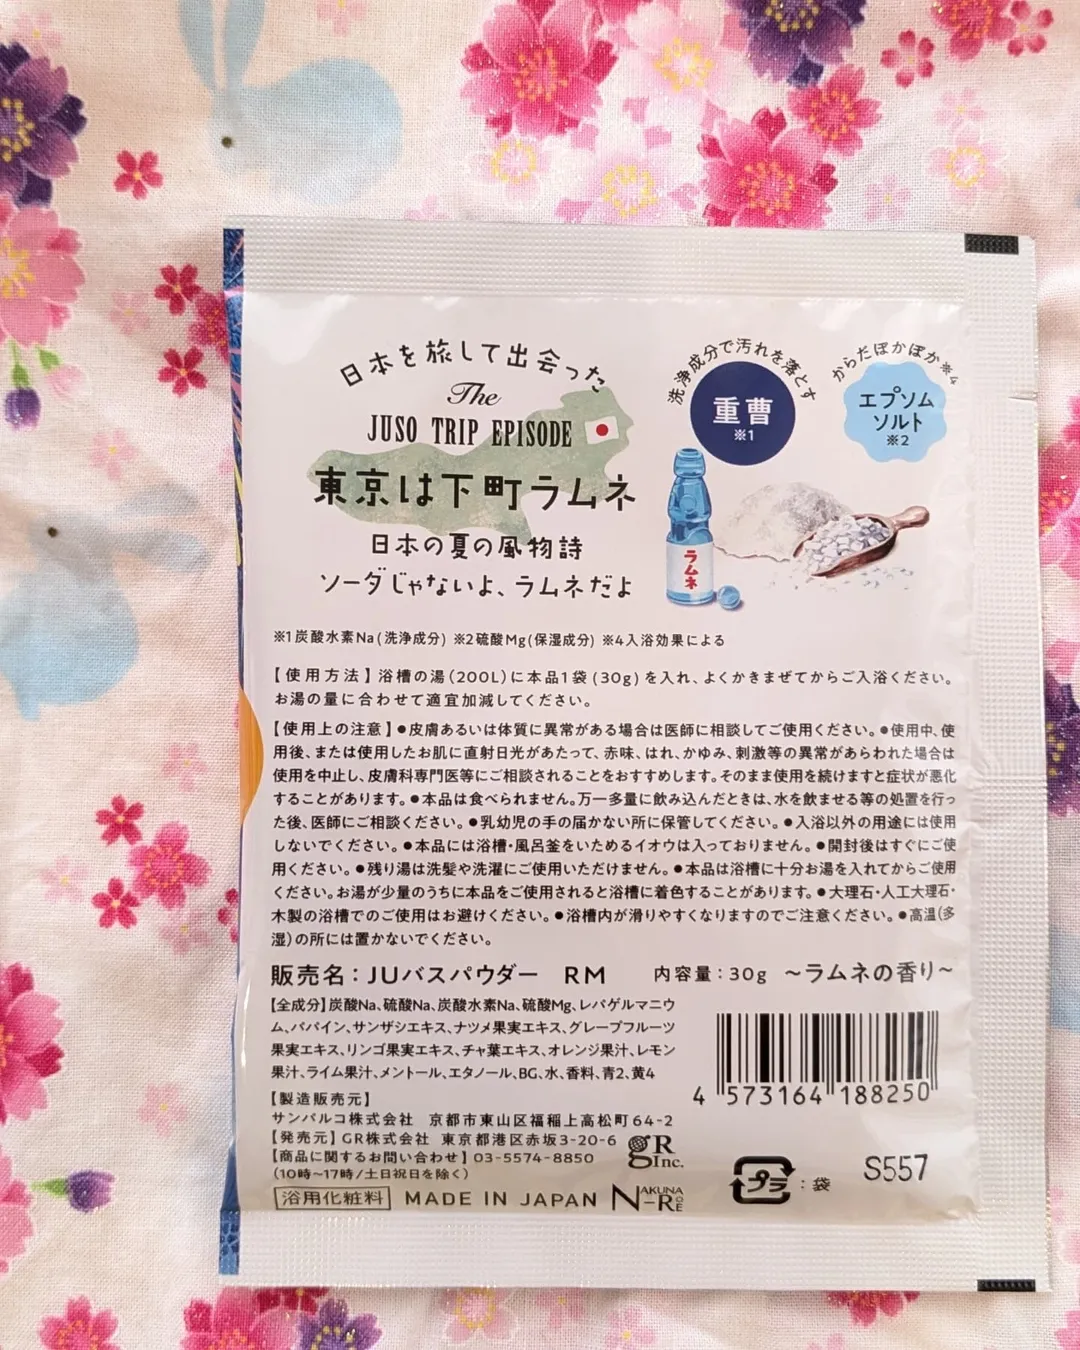 日本を旅して出会った
The
JUSO TRIP EPISODE
東京は下町ラムネ
日本の夏の風物詩
ソーダじゃないよ、ラムネだよ
洗浄成分で汚れを落とす
重曹
※1
からだぽかぽか※4
エプソム
ソルト
※2
ラムネ
※1炭酸水素Na(洗浄成分) ※2硫酸Mg(保湿成分) ※4入浴効果による
【使用方法】浴槽の湯(200L)に本品1袋(30g)を入れ、よくかきまぜてからご入浴ください。
お湯の量に合わせて適宜加減してください。
【使用上の注意】●皮膚あるいは体質に異常がある場合は医師に相談してご使用ください。●使用中、使
用後、または使用したお肌に直射日光があたって、赤味、はれ、かゆみ、刺激等の異常があらわれた場合は
使用を中止し、皮膚科専門医等にご相談されることをおすすめします。そのまま使用を続けますと症状が悪化
することがあります。●本品は食べられません。万一多量に飲み込んだときは、水を飲ませる等の処置を行っ
た後、医師にご相談ください。●乳幼児の手の届かない所に保管してください。●入浴以外の用途には使用
しないでください。●本品には浴槽・風呂釜をいためるイオウは入っておりません。●開封後はすぐにご使
用ください。●残り湯は洗髪や洗濯にご使用いただけません。●本品は浴槽に十分お湯を入れてからご使用
ください。お湯が少量のうちに本品をご使用されると浴槽に着色することがあります。●大理石・人工大理石・
木製の浴槽でのご使用はお避けください。●浴槽内が滑りやすくなりますのでご注意ください。●高温(多
湿)の所には置かないでください。
販売名：JUバスパウダー RM 内容量：30g ～ラムネの香り～
【全成分】炭酸Na、硫酸Na、炭酸水素Na、硫酸Mg、レパゲルマニウ
ム、パパイン、サンザシエキス、ナツメ果実エキス、グレープフルーツ
果実エキス、リンゴ果実エキス、チャ葉エキス、オレンジ果汁、レモン
果汁、ライム果汁、メントール、エタノール、BG、水、香料、青2、黄4
4 573164 188250
【製造販売元】
サンパルコ株式会社 京都市東山区福稲上高松町64-2
【発売元】GR株式会社 東京都港区赤坂3-20-6
【商品に関するお問い合わせ】03-5574-8850
(10時～17時/土日祝日を除く)
gR Inc.
浴用化粧料 MADE IN JAPAN NAKUNA-RE DE
プラ：袋
S557